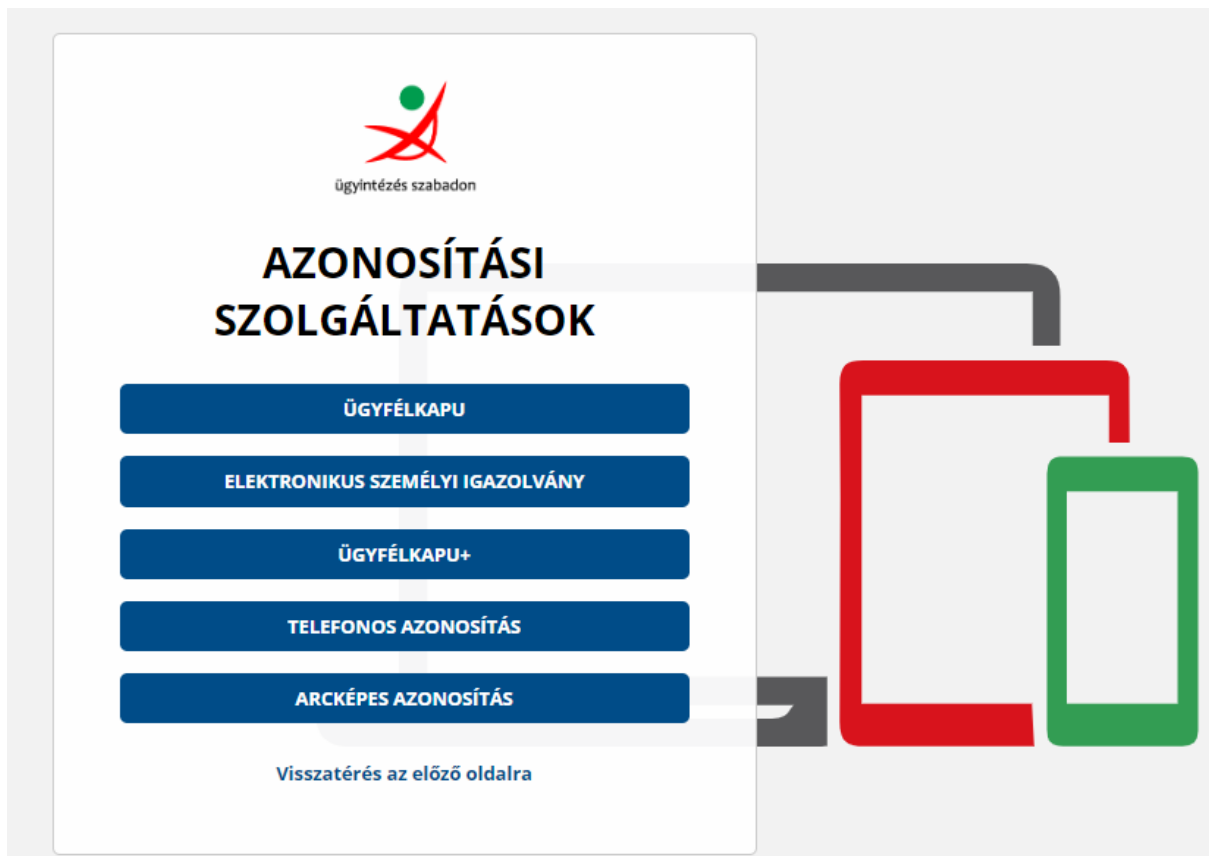 ügyintézés szabadon
AZONOSÍTÁSI
SZOLGÁLTATÁSOK
ÜGYFÉLKAPU
ELEKTRONIKUS SZEMÉLYI IGAZOLVÁNY
ÜGYFÉLKAPU+
TELEFONOS AZONOSÍTÁS
ARCKÉPES AZONOSÍTÁS
Visszatérés az előző oldalra